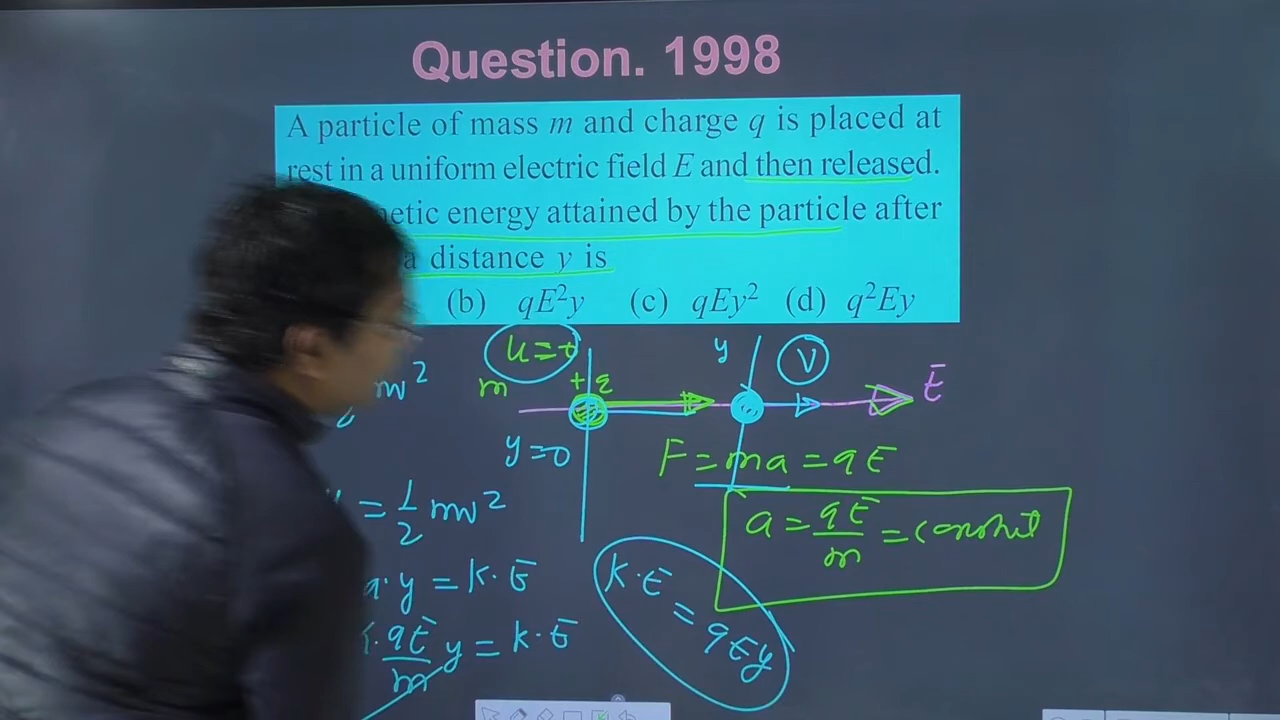 Question. 1998
A particle of mass m and charge q is placed at
rest in a uniform electric field E and then released.
energy attained by the particle after
a distance y is
(b) qE²y (c) qEy² (d) q²Ey
u=0
y
V
m
+q
E
mv²
y=0
F=ma=qE
= 1/2 mv²
a = qE/m = constnt
a.y = K.E
K.E = qEy
qE/m y = K.E